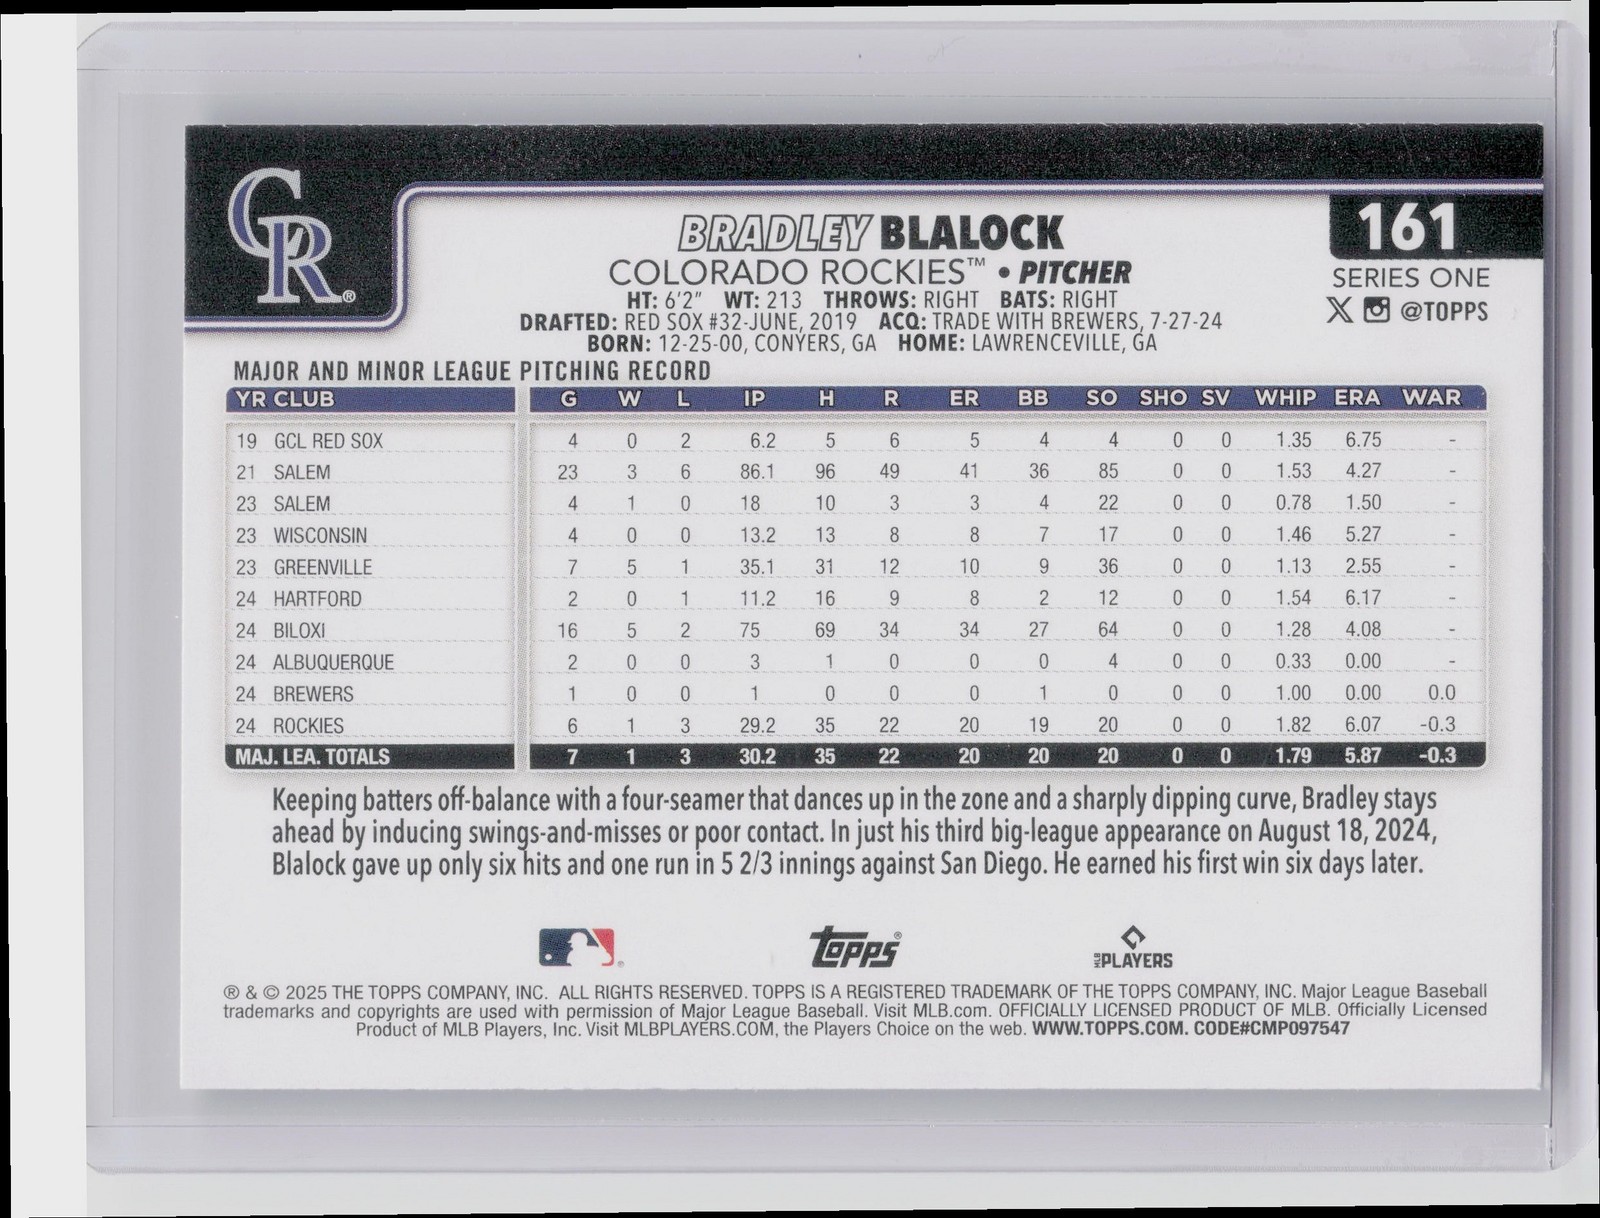 CR®
161
BRADLEY BLALOCK
COLORADO ROCKIES™ • PITCHER
SERIES ONE
HT: 6'2" WT: 213 THROWS: RIGHT BATS: RIGHT
@TOPPS
DRAFTED: RED SOX #32-JUNE, 2019 ACQ: TRADE WITH BREWERS, 7-27-24
BORN: 12-25-00, CONYERS, GA HOME: LAWRENCEVILLE, GA
MAJOR AND MINOR LEAGUE PITCHING RECORD
YR CLUB G W L IP H R ER BB SO SHO SV WHIP ERA WAR
19 GCL RED SOX 4 0 2 6.2 5 6 5 4 4 0 0 1.35 6.75 -
21 SALEM 23 3 6 86.1 96 49 41 36 85 0 0 1.53 4.27 -
23 SALEM 4 1 0 18 10 3 3 4 22 0 0 0.78 1.50 -
23 WISCONSIN 4 0 0 13.2 13 8 8 7 17 0 0 1.46 5.27 -
23 GREENVILLE 7 5 1 35.1 31 12 10 9 36 0 0 1.13 2.55 -
24 HARTFORD 2 0 1 11.2 16 9 8 2 12 0 0 1.54 6.17 -
24 BILOXI 16 5 2 75 69 34 34 27 64 0 0 1.28 4.08 -
24 ALBUQUERQUE 2 0 0 3 1 0 0 0 4 0 0 0.33 0.00 -
24 BREWERS 1 0 0 1 0 0 0 1 0 0 0 1.00 0.00 0.0
24 ROCKIES 6 1 3 29.2 35 22 20 19 20 0 0 1.82 6.07 -0.3
MAJ. LEA. TOTALS 7 1 3 30.2 35 22 20 20 20 0 0 1.79 5.87 -0.3
Keeping batters off-balance with a four-seamer that dances up in the zone and a sharply dipping curve, Bradley stays
ahead by inducing swings-and-misses or poor contact. In just his third big-league appearance on August 18, 2024,
Blalock gave up only six hits and one run in 5 2/3 innings against San Diego. He earned his first win six days later.
Topps® MLB PLAYERS
® & © 2025 THE TOPPS COMPANY, INC. ALL RIGHTS RESERVED. TOPPS IS A REGISTERED TRADEMARK OF THE TOPPS COMPANY, INC. Major League Baseball
trademarks and copyrights are used with permission of Major League Baseball. Visit MLB.com. OFFICIALLY LICENSED PRODUCT OF MLB. Officially Licensed
Product of MLB Players, Inc. Visit MLBPLAYERS.COM, the Players Choice on the web. WWW.TOPPS.COM. CODE#CMP097547